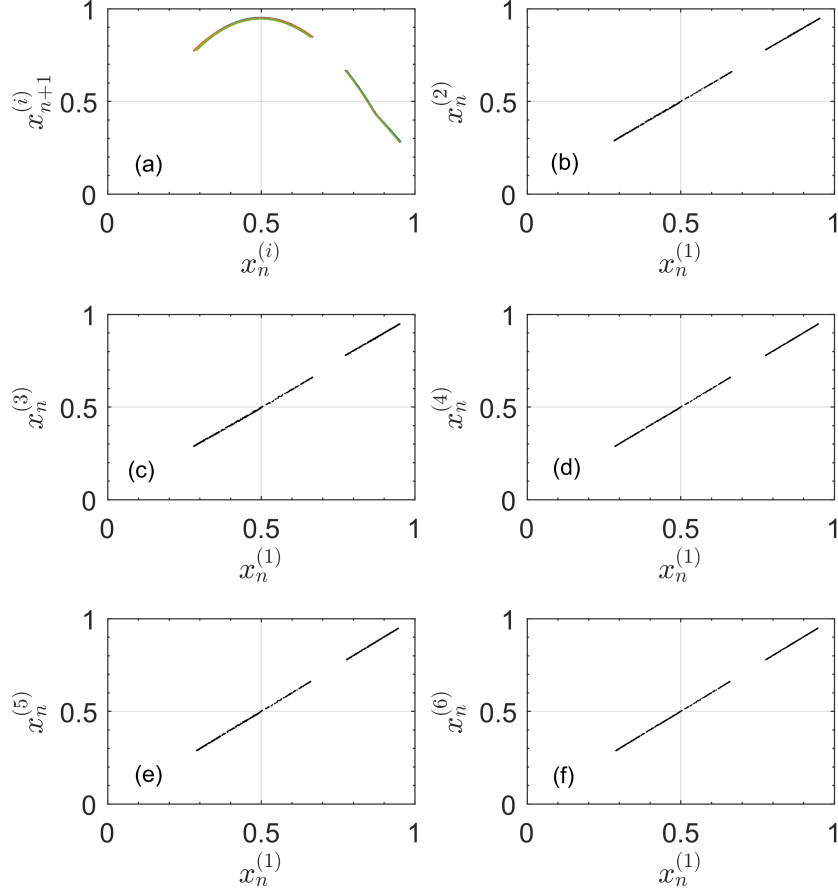 1
0.5
0
x_{n+1}^{(i)}
(a)
0 0.5 1
x_n^{(i)}
1
0.5
0
x_n^{(2)}
(b)
0 0.5 1
x_n^{(1)}
1
0.5
0
x_n^{(3)}
(c)
0 0.5 1
x_n^{(1)}
1
0.5
0
x_n^{(4)}
(d)
0 0.5 1
x_n^{(1)}
1
0.5
0
x_n^{(5)}
(e)
0 0.5 1
x_n^{(1)}
1
0.5
0
x_n^{(6)}
(f)
0 0.5 1
x_n^{(1)}